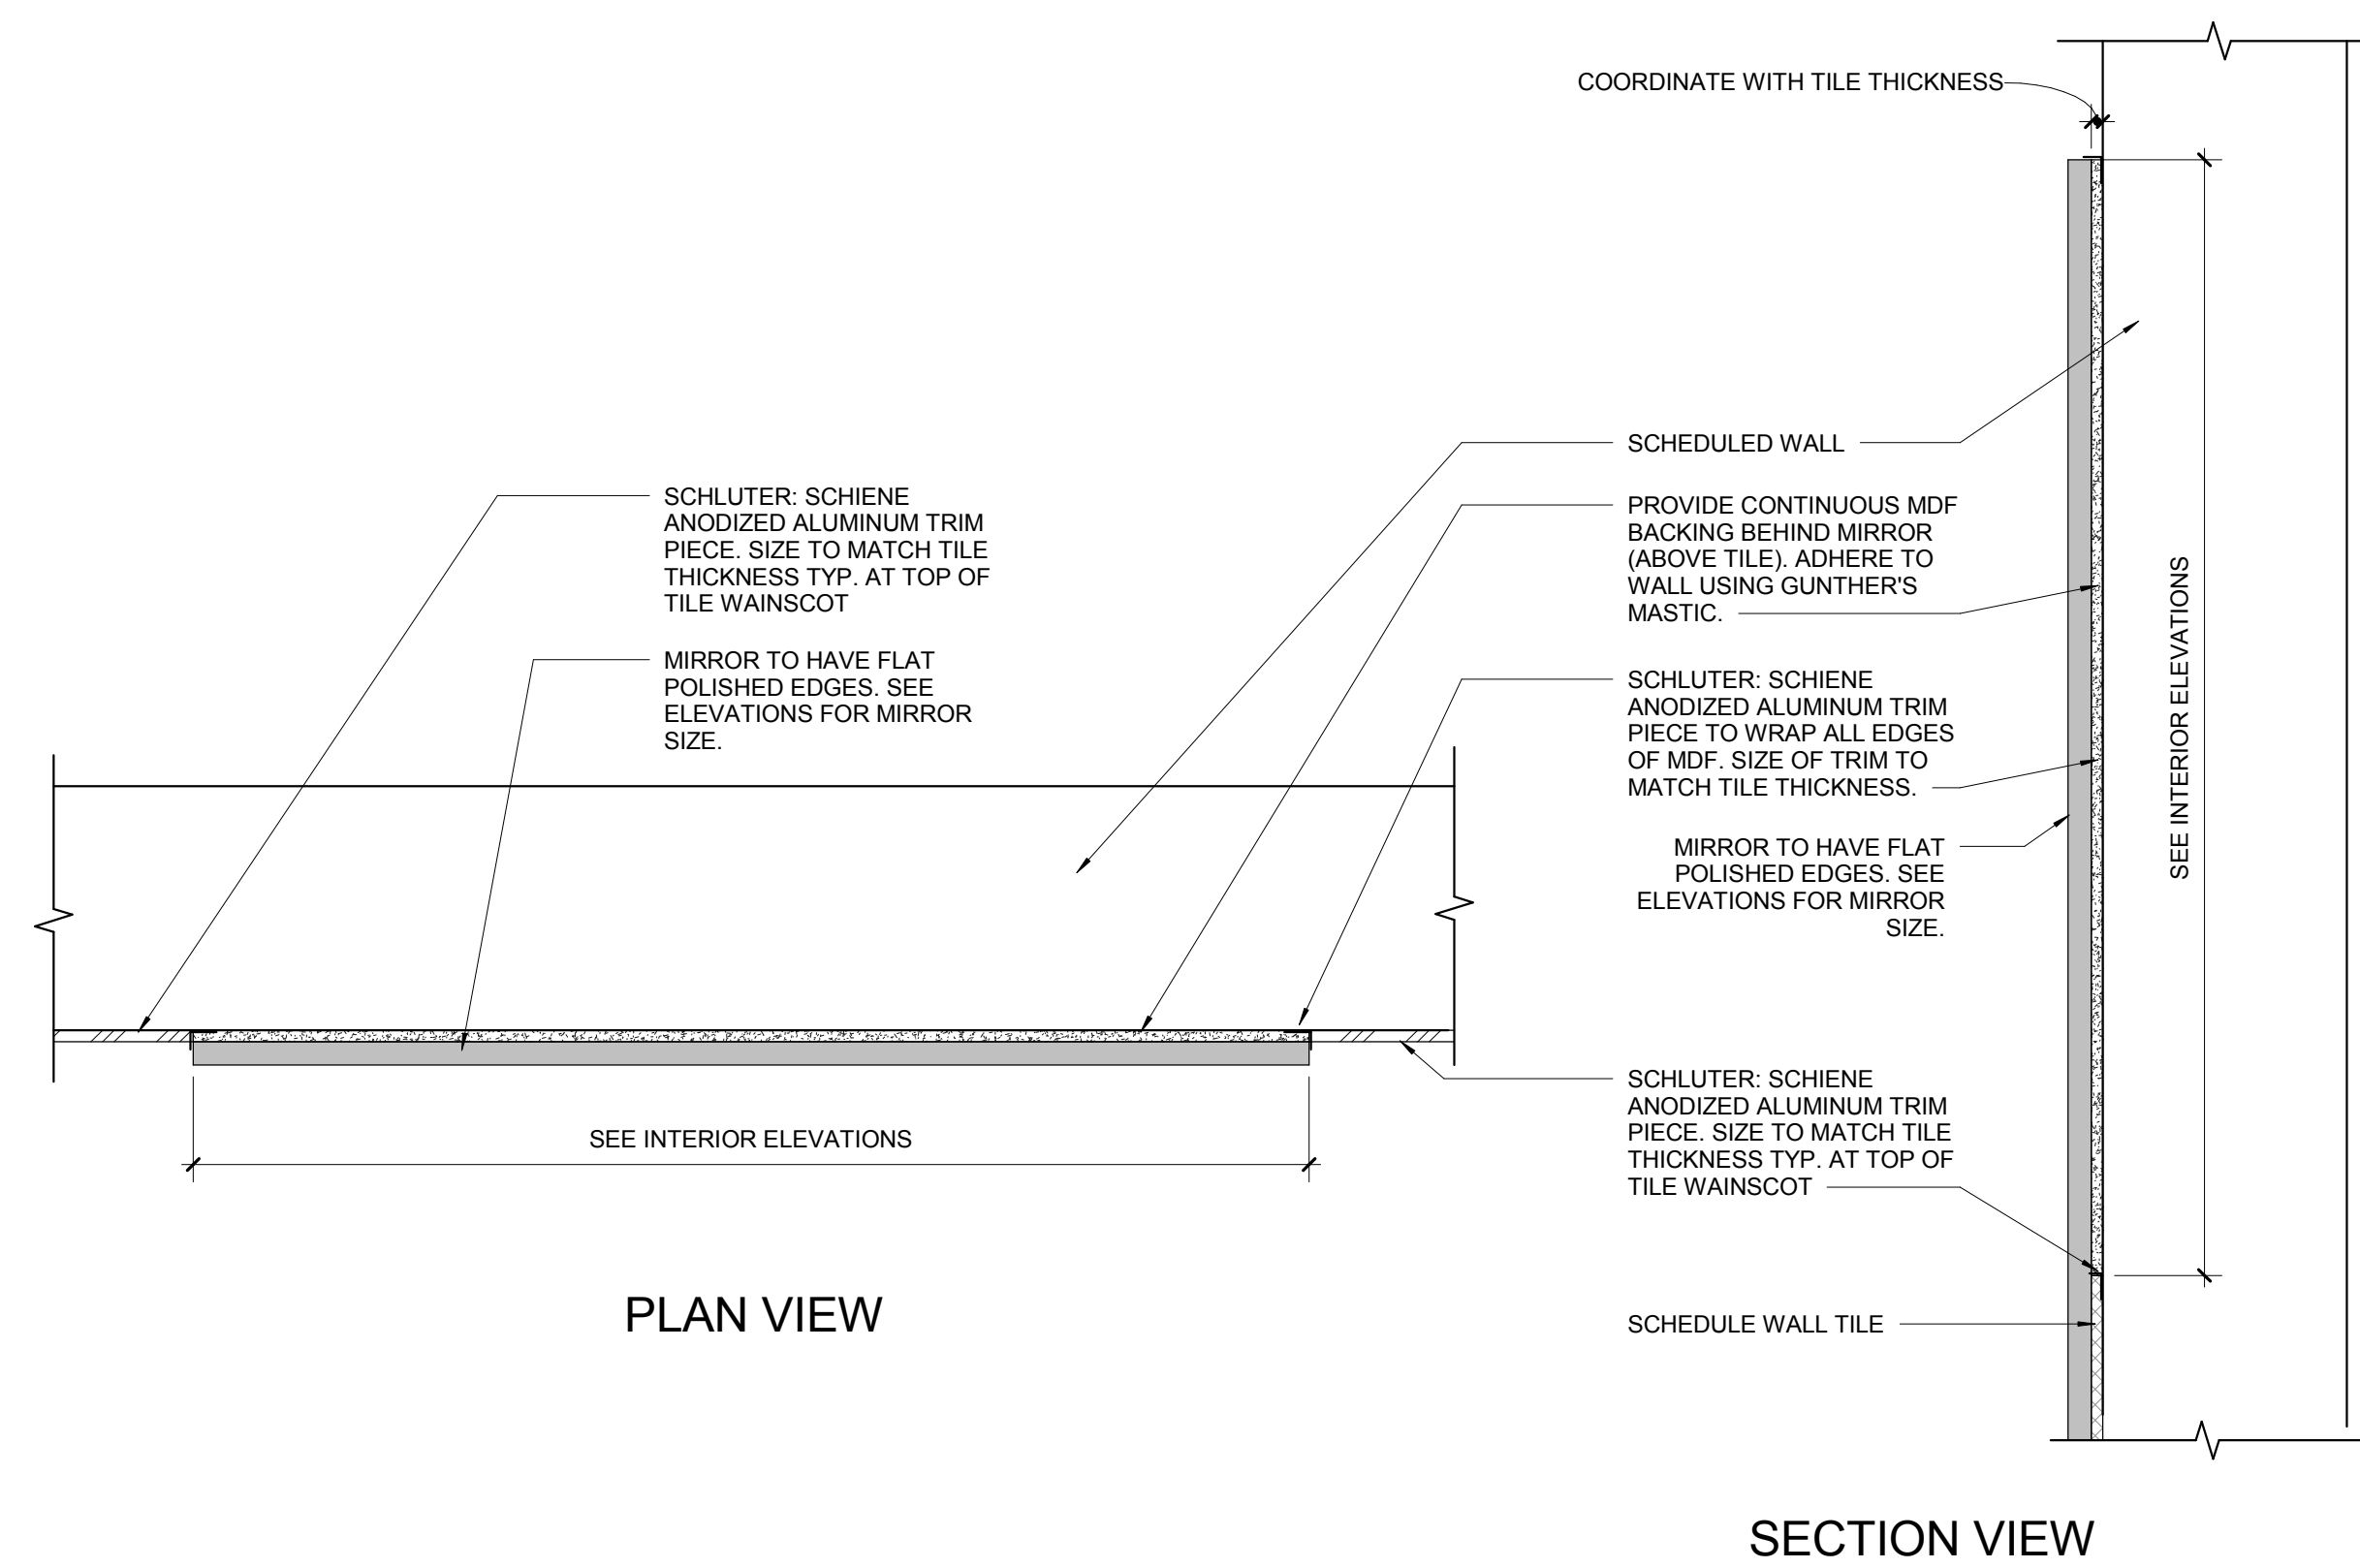 COORDINATE WITH TILE THICKNESS
SCHLUTER: SCHIENE
ANODIZED ALUMINUM TRIM
PIECE. SIZE TO MATCH TILE
THICKNESS TYP. AT TOP OF
TILE WAINSCOT
MIRROR TO HAVE FLAT
POLISHED EDGES. SEE
ELEVATIONS FOR MIRROR
SIZE.
SEE INTERIOR ELEVATIONS
PLAN VIEW
SCHEDULED WALL
PROVIDE CONTINUOUS MDF
BACKING BEHIND MIRROR
(ABOVE TILE). ADHERE TO
WALL USING GUNTHER'S
MASTIC.
SCHLUTER: SCHIENE
ANODIZED ALUMINUM TRIM
PIECE TO WRAP ALL EDGES
OF MDF. SIZE OF TRIM TO
MATCH TILE THICKNESS.
MIRROR TO HAVE FLAT
POLISHED EDGES. SEE
ELEVATIONS FOR MIRROR
SIZE.
SCHLUTER: SCHIENE
ANODIZED ALUMINUM TRIM
PIECE. SIZE TO MATCH TILE
THICKNESS TYP. AT TOP OF
TILE WAINSCOT
SCHEDULE WALL TILE
SEE INTERIOR ELEVATIONS
SECTION VIEW